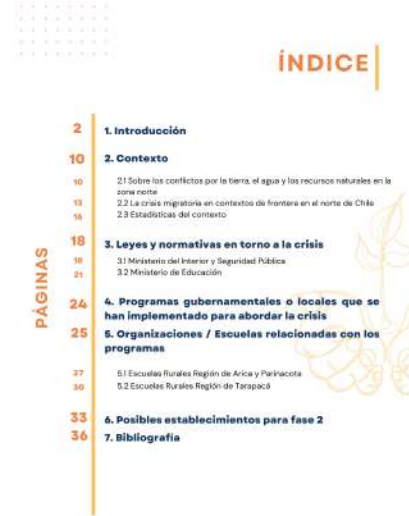 ÍNDICE
PÁGINAS
2 1. Introducción
10 2. Contexto
10 2.1 Sobre los conflictos por la tierra, el agua y los recursos naturales en la
zona norte
13 2.2 La crisis migratoria en contextos de frontera en el norte de Chile
16 2.3 Estadísticas del contexto
18 3. Leyes y normativas en torno a la crisis
18 3.1 Ministerio del Interior y Seguridad Pública
21 3.2 Ministerio de Educación
24 4. Programas gubernamentales o locales que se
han implementado para abordar la crisis
25 5. Organizaciones / Escuelas relacionadas con los
programas
27 5.1 Escuelas Rurales Región de Arica y Parinacota
30 5.2 Escuelas Rurales Región de Tarapacá
33 6. Posibles establecimientos para fase 2
36 7. Bibliografía